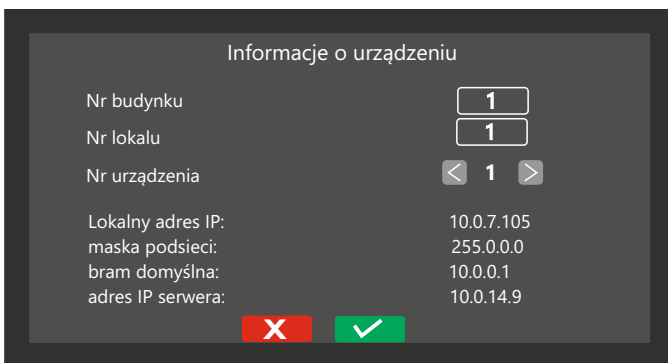 Informacje o urządzeniu
Nr budynku 1
Nr lokalu 1
Nr urządzenia < 1 >
Lokalny adres IP: 10.0.7.105
maska podsieci: 255.0.0.0
bram domyślna: 10.0.0.1
adres IP serwera: 10.0.14.9
X ✓